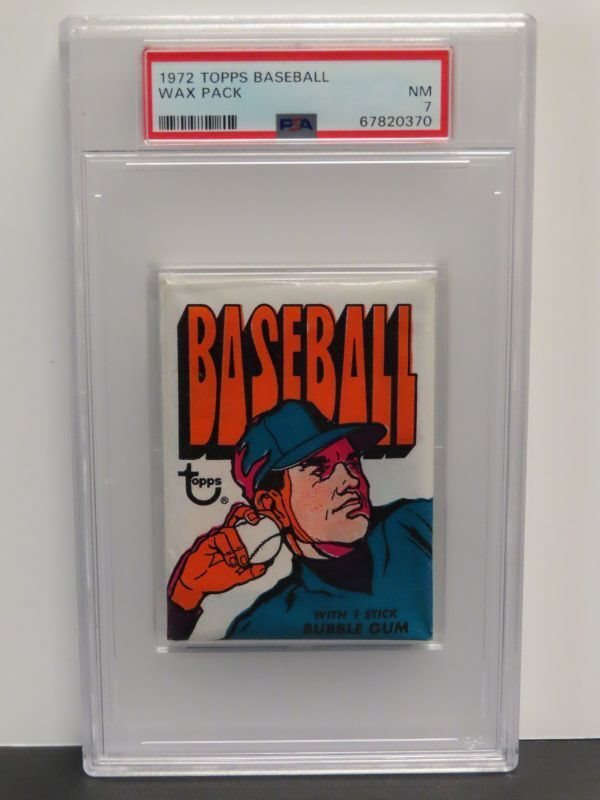 1972 TOPPS BASEBALL
WAX PACK
NM
7
PSA
67820370
BASEBALL
topps
®
WITH 1 STICK
BUBBLE GUM